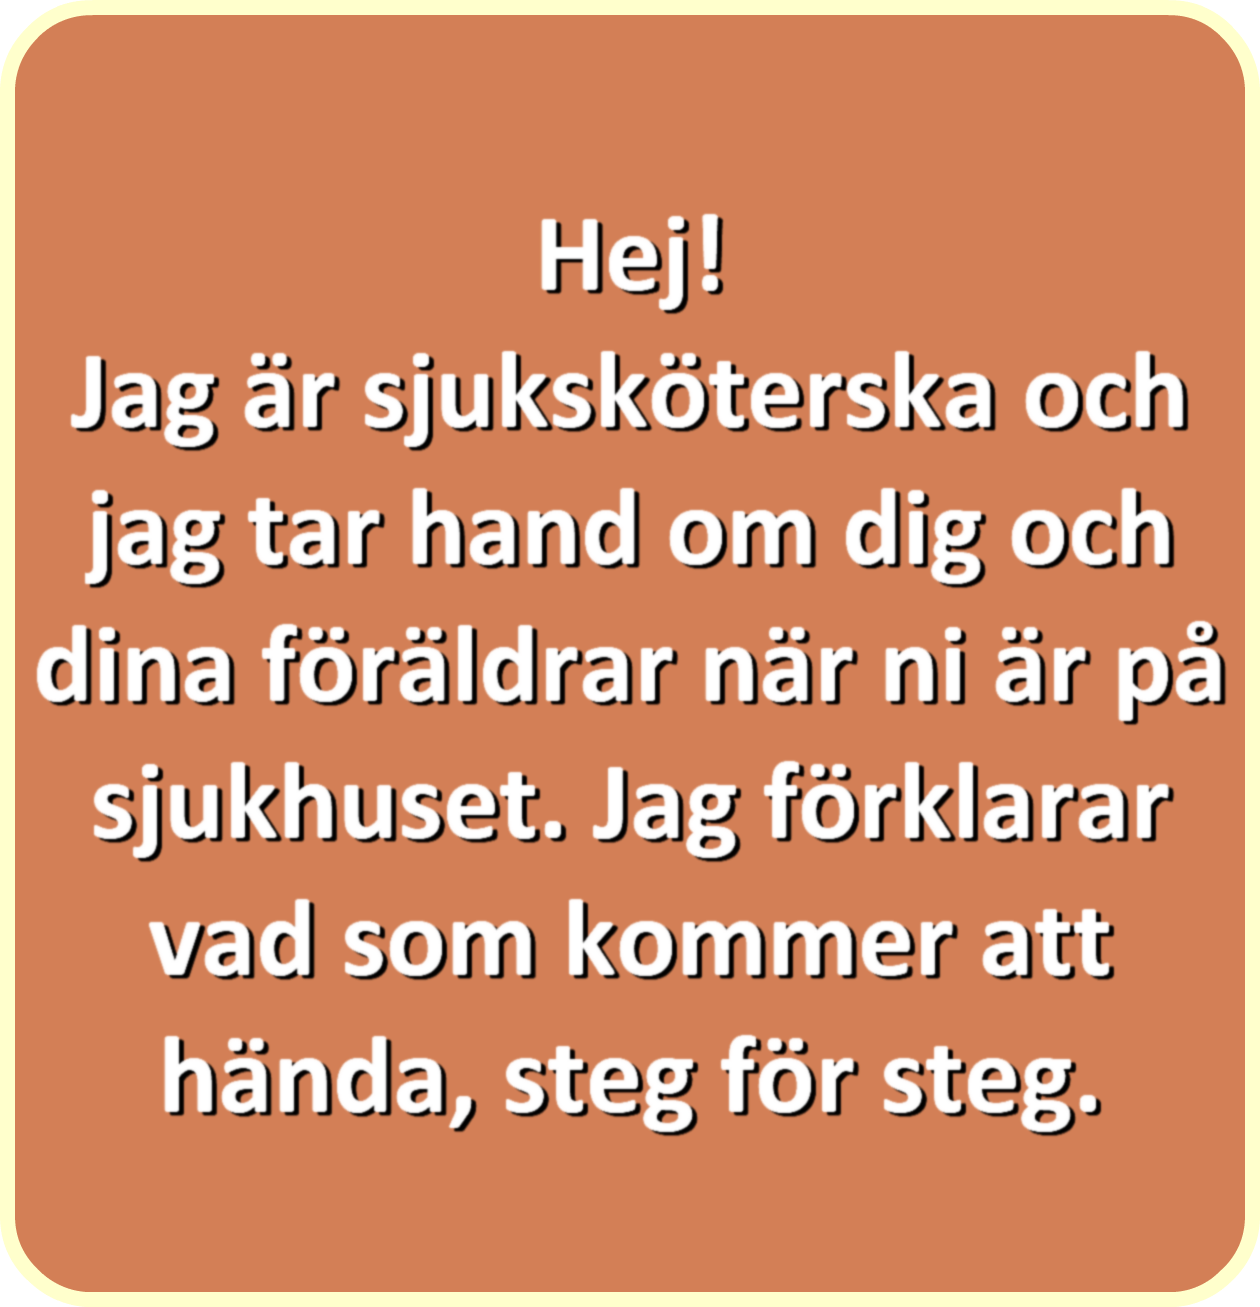 Hej!
Jag är sjuksköterska och
jag tar hand om dig och
dina föräldrar när ni är på
sjukhuset. Jag förklarar
vad som kommer att
hända, steg för steg.